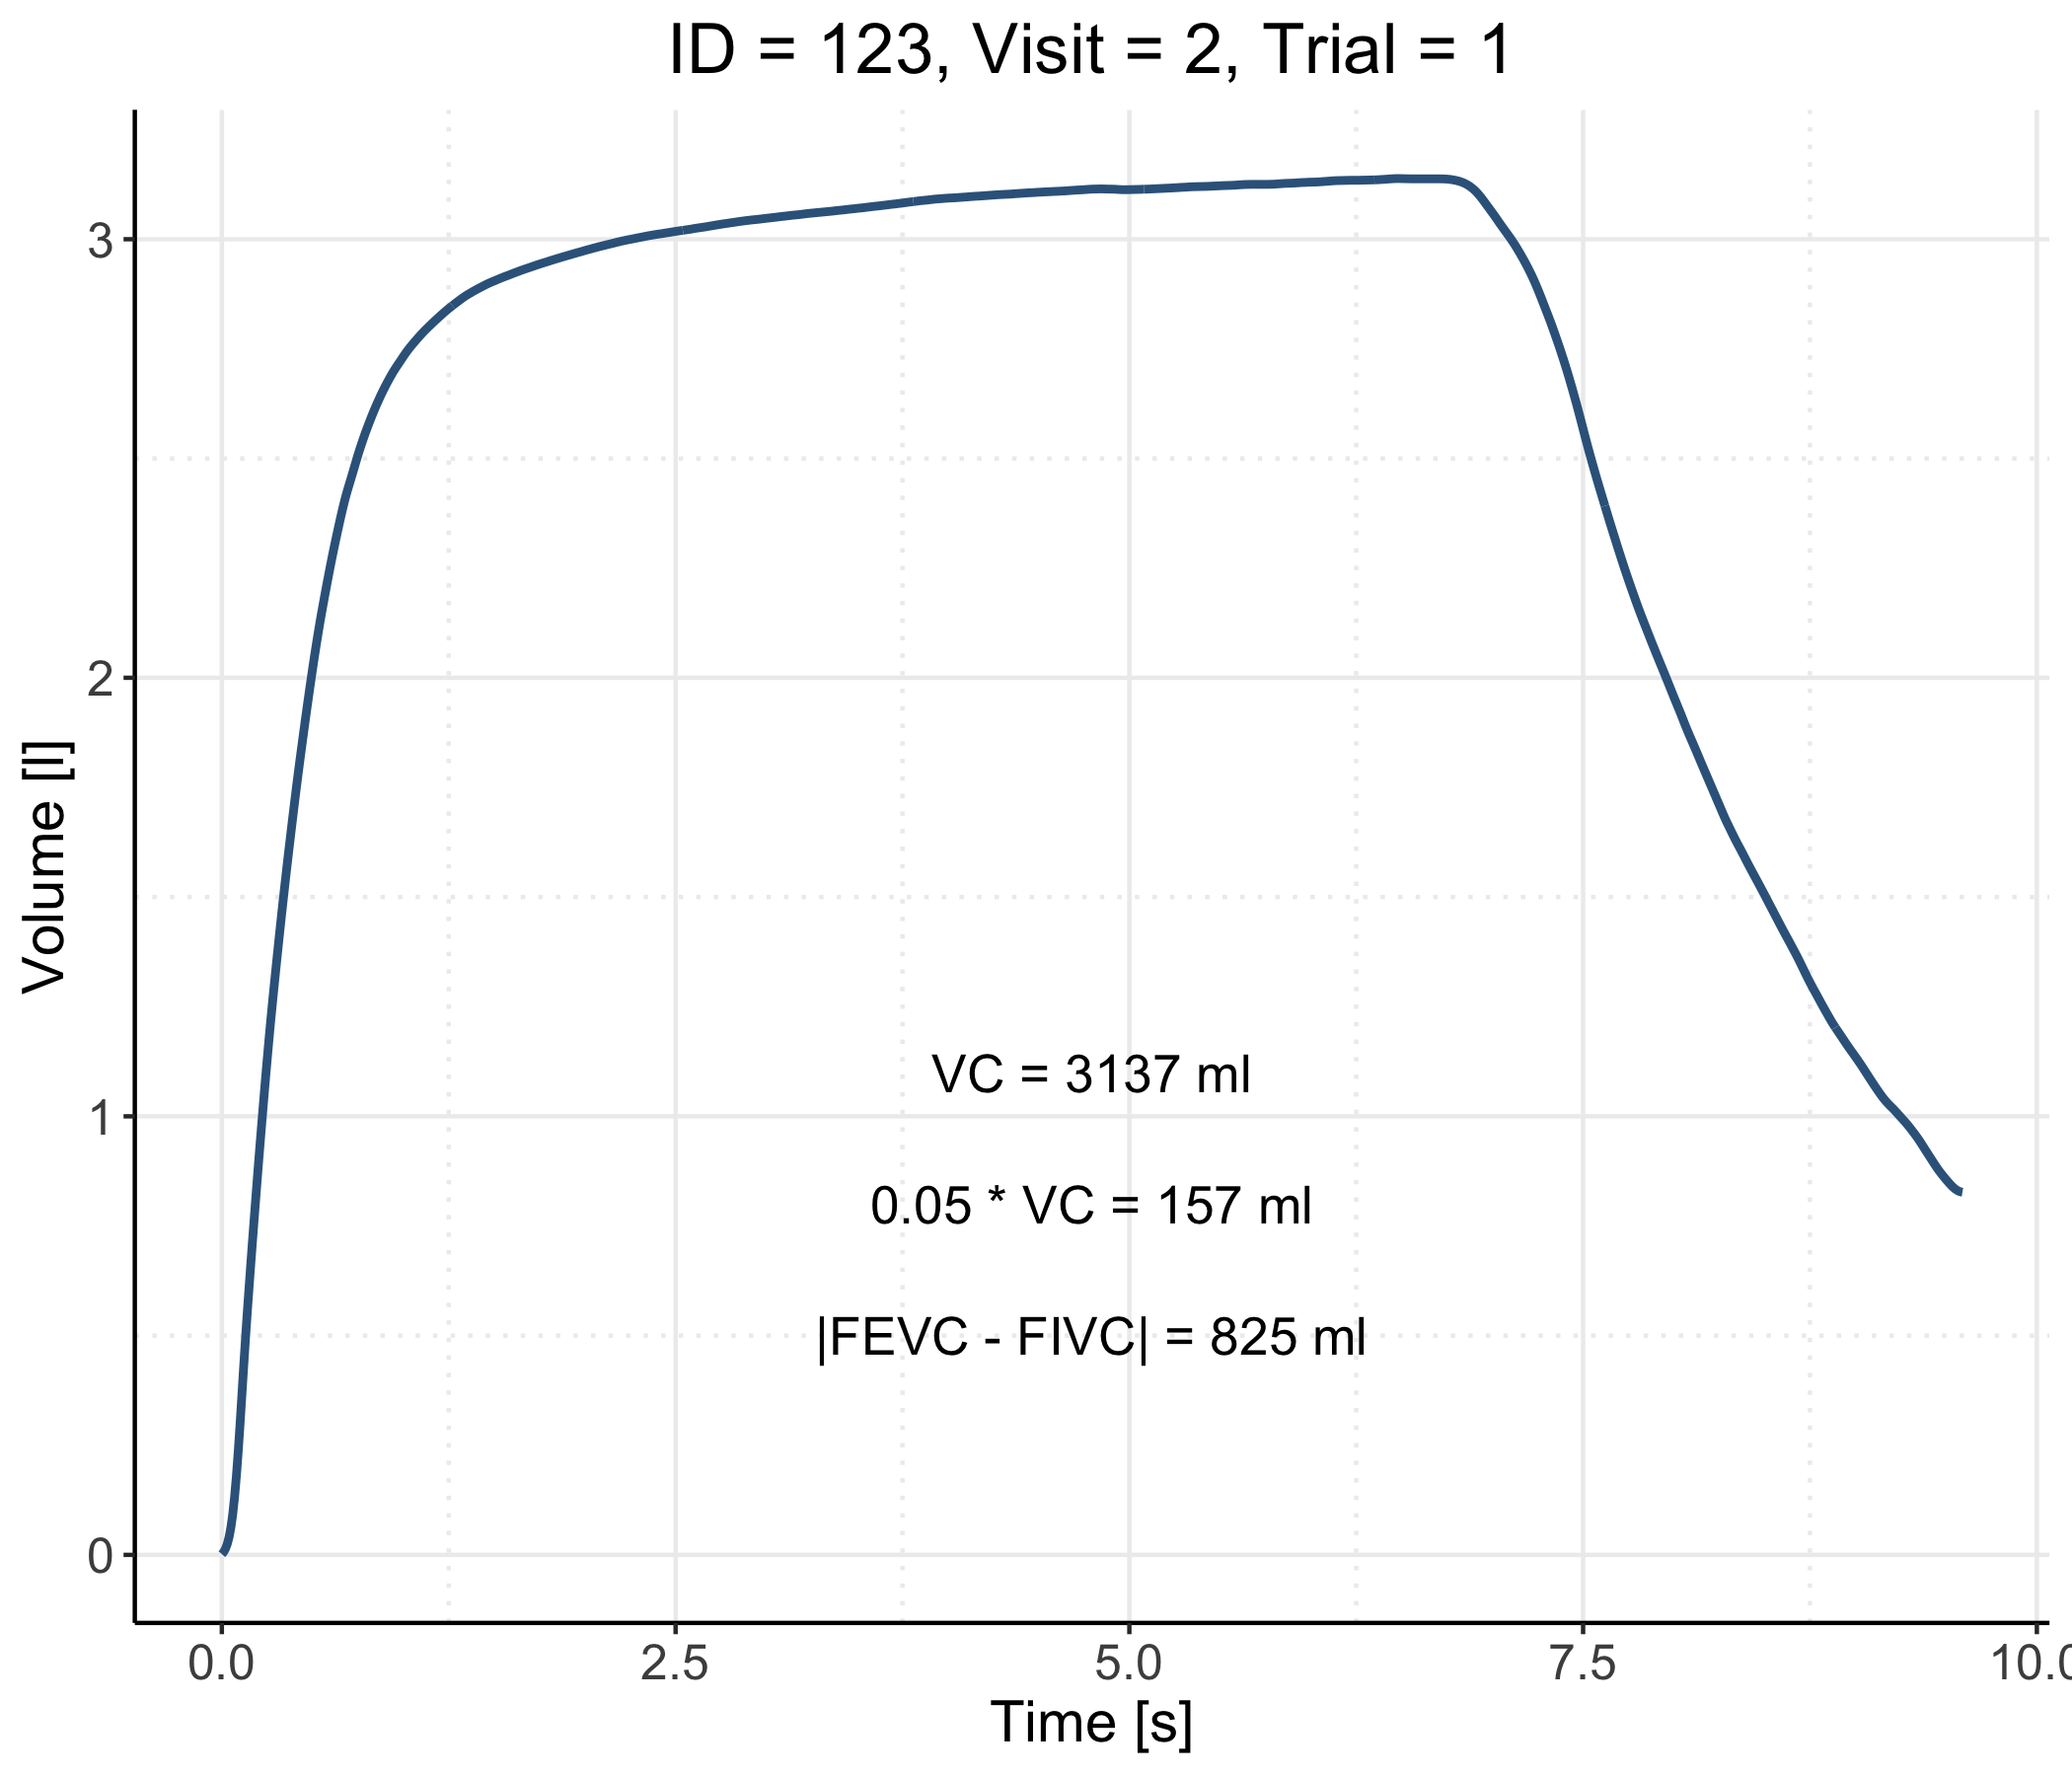 ID = 123, Visit = 2, Trial = 1
3
2
1
0
Volume [l]
VC = 3137 ml
0.05 * VC = 157 ml
|FEVC - FIVC| = 825 ml
0.0 2.5 5.0 7.5 10.0
Time [s]